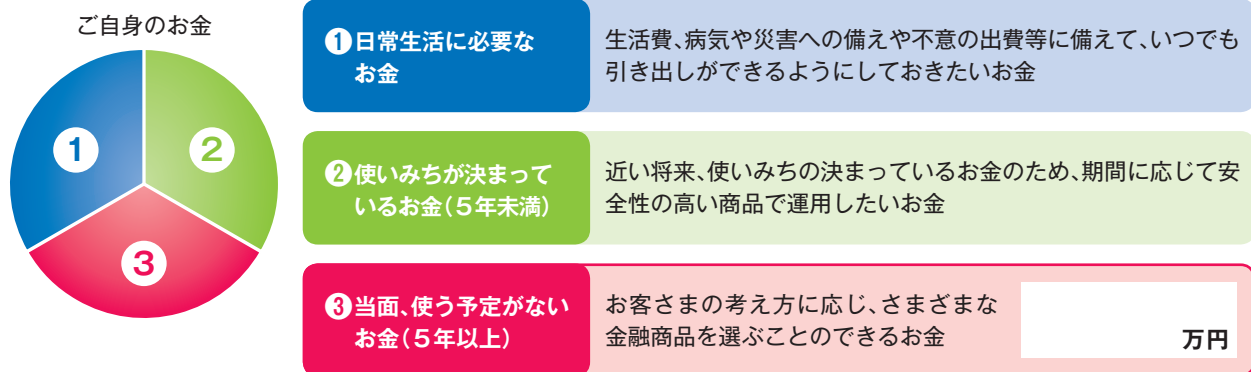 ご自身のお金
1
2
3
❶日常生活に必要な
お金
生活費、病気や災害への備えや不意の出費等に備えて、いつでも
引き出しができるようにしておきたいお金
❷使いみちが決まって
いるお金(5年未満)
近い将来、使いみちの決まっているお金のため、期間に応じて安
全性の高い商品で運用したいお金
❸当面、使う予定がない
お金(5年以上)
お客さまの考え方に応じ、さまざまな
金融商品を選ぶことのできるお金
万円